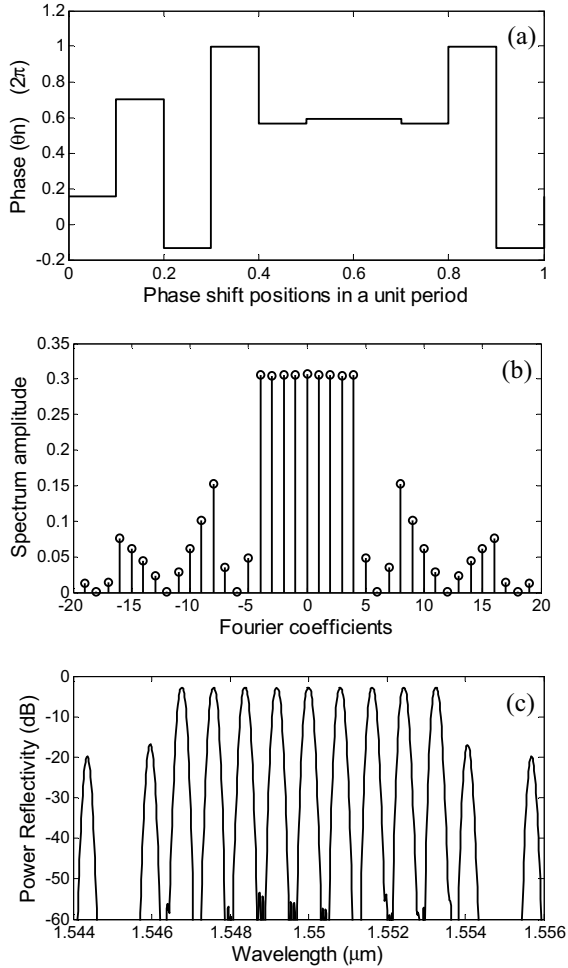 (a)
Phase (θn) (2π)
1.2
1
0.8
0.6
0.4
0.2
0
-0.2
0 0.2 0.4 0.6 0.8 1
Phase shift positions in a unit period
(b)
Spectrum amplitude
0.35
0.3
0.25
0.2
0.15
0.1
0.05
0
-20 -15 -10 -5 0 5 10 15 20
Fourier coefficients
(c)
Power Reflectivity (dB)
0
-10
-20
-30
-40
-50
-60
1.544 1.546 1.548 1.55 1.552 1.554 1.556
Wavelength (μm)